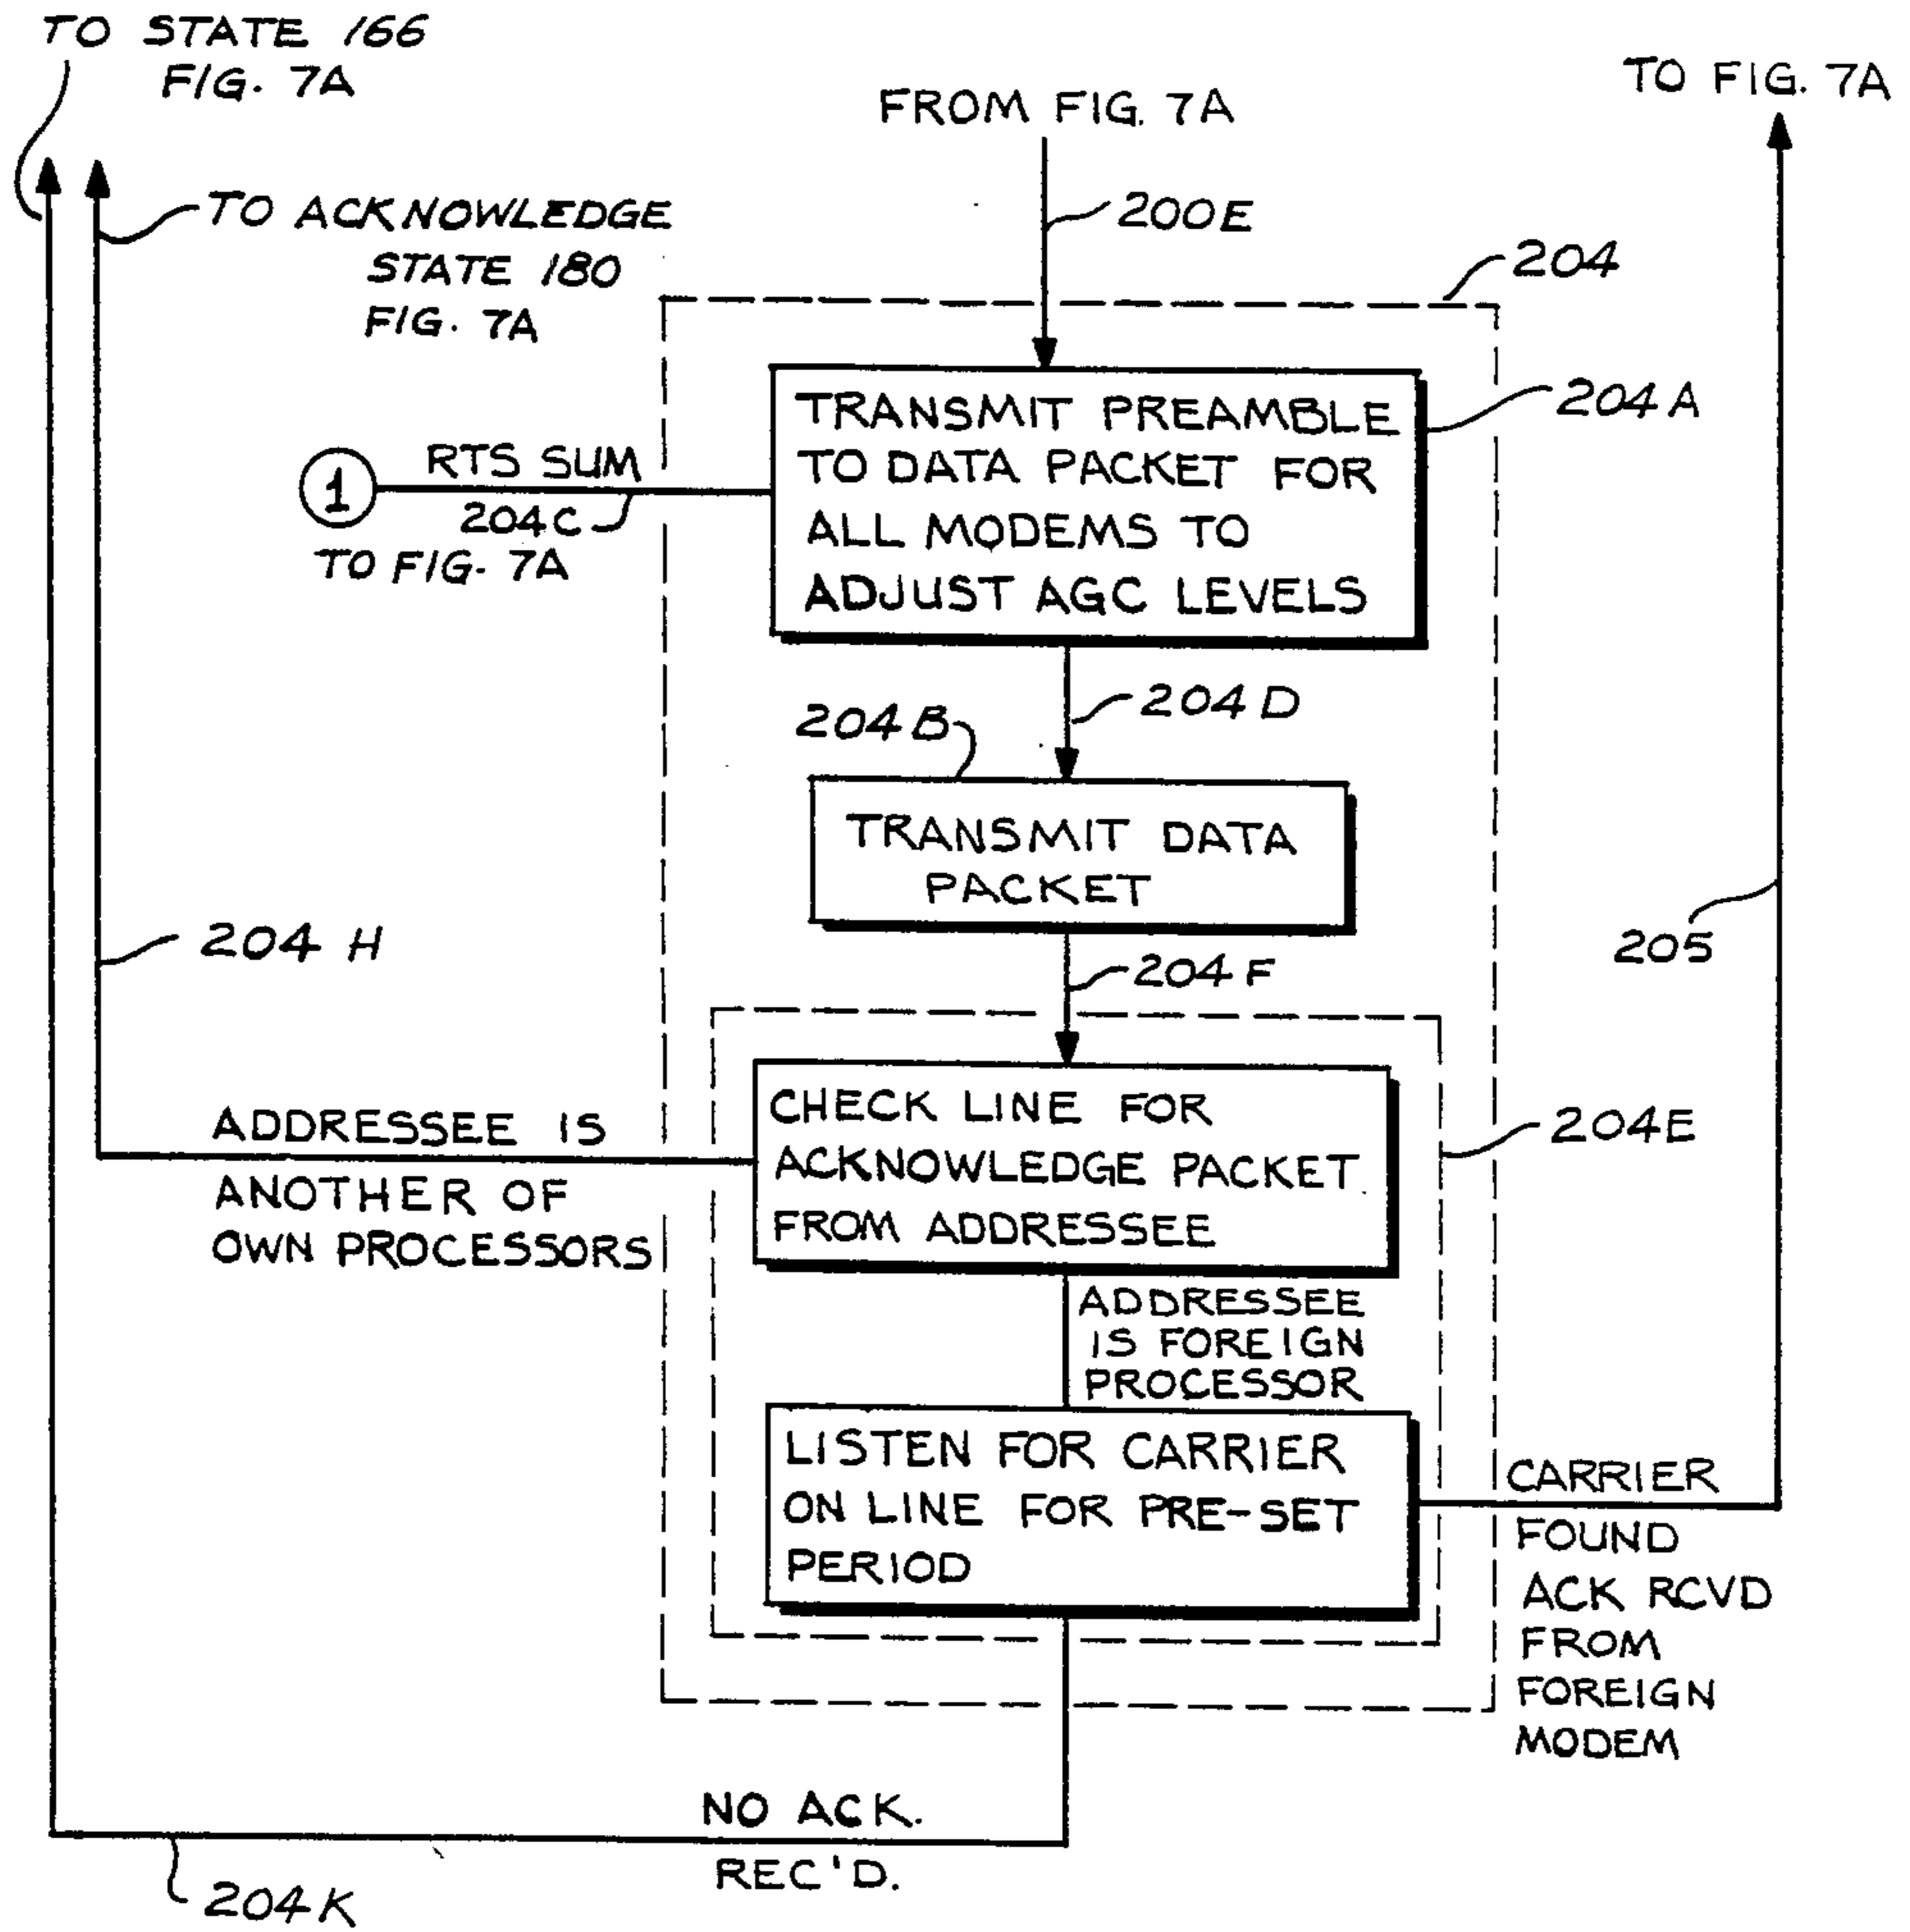 TO STATE 166
FIG. 7A
TO FIG. 7A
FROM FIG. 7A
200E
TO ACKNOWLEDGE
STATE 180
FIG. 7A
204
204A
TRANSMIT PREAMBLE
TO DATA PACKET FOR
ALL MODEMS TO
ADJUST AGC LEVELS
1
RTS SUM
204C
TO FIG. 7A
204D
204B
TRANSMIT DATA
PACKET
204F
204 H
205
CHECK LINE FOR
ACKNOWLEDGE PACKET
FROM ADDRESSEE
204E
ADDRESSEE IS
ANOTHER OF
OWN PROCESSORS
ADDRESSEE
IS FOREIGN
PROCESSOR
LISTEN FOR CARRIER
ON LINE FOR PRE-SET
PERIOD
CARRIER
FOUND
ACK RCVD
FROM
FOREIGN
MODEM
NO ACK.
REC'D.
204K